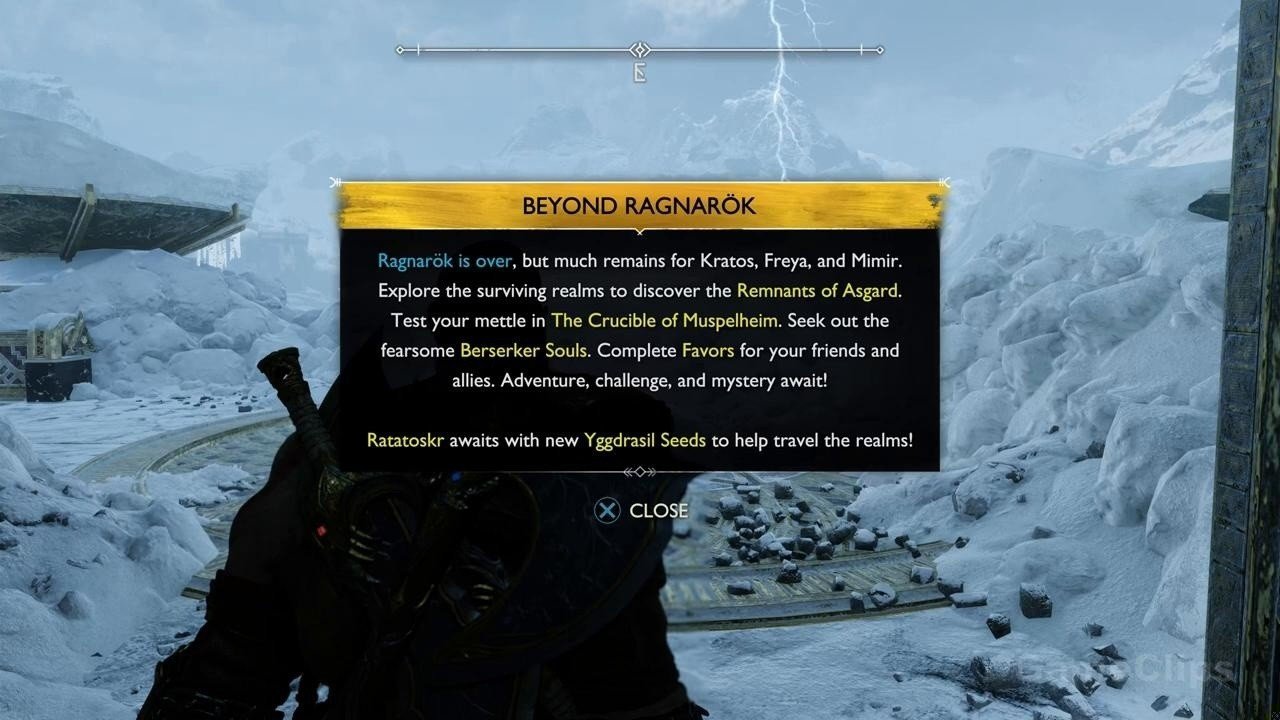 E
BEYOND RAGNARÖK
Ragnarök is over, but much remains for Kratos, Freya, and Mimir.
Explore the surviving realms to discover the Remnants of Asgard.
Test your mettle in The Crucible of Muspelheim. Seek out the
fearsome Berserker Souls. Complete Favors for your friends and
allies. Adventure, challenge, and mystery await!
Ratatoskr awaits with new Yggdrasil Seeds to help travel the realms!
CLOSE
GameClips